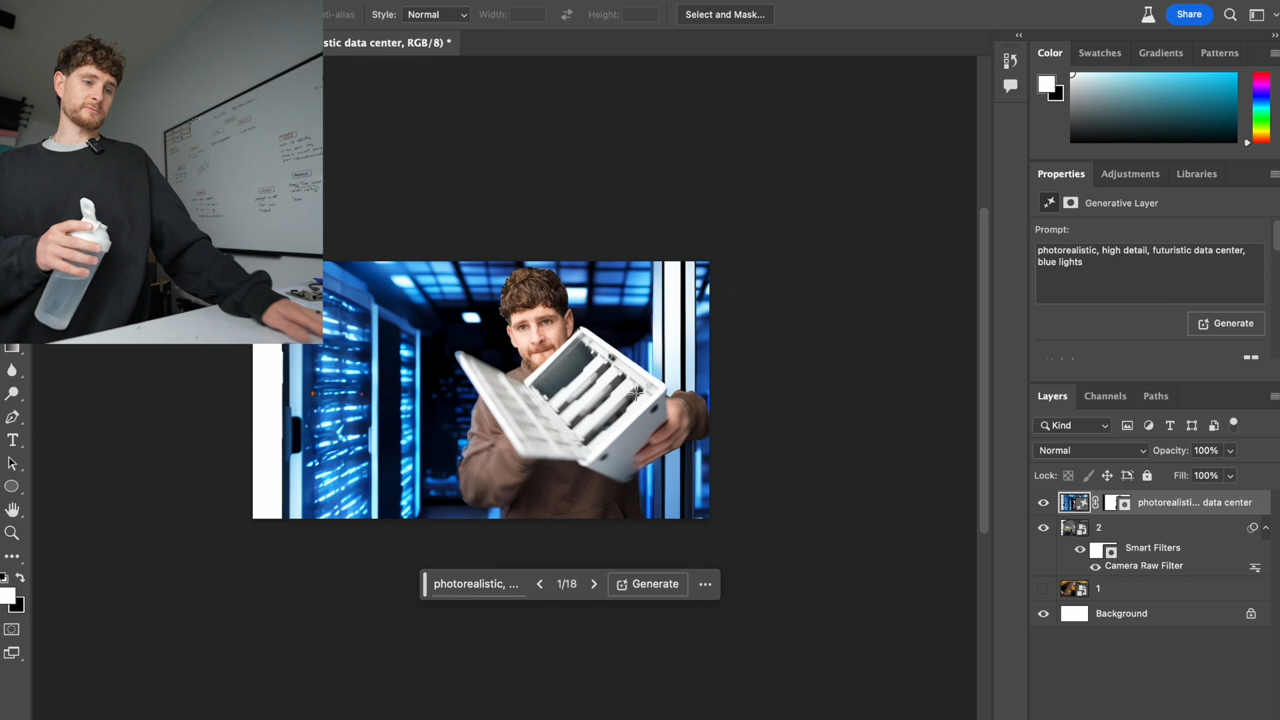 nti-alias
Style:
Normal
Width:
Height:
Select and Mask...
Share
stic data center, RGB/8) *
Color
Swatches
Gradients
Patterns
Properties
Adjustments
Libraries
Generative Layer
Prompt:
photorealistic, high detail, futuristic data center,
blue lights
Generate
Layers
Channels
Paths
Kind
Normal
Opacity: 100%
Lock:
Fill: 100%
photorealisti... data center
2
Smart Filters
Camera Raw Filter
1
Background
photorealistic, ...
1/18
Generate